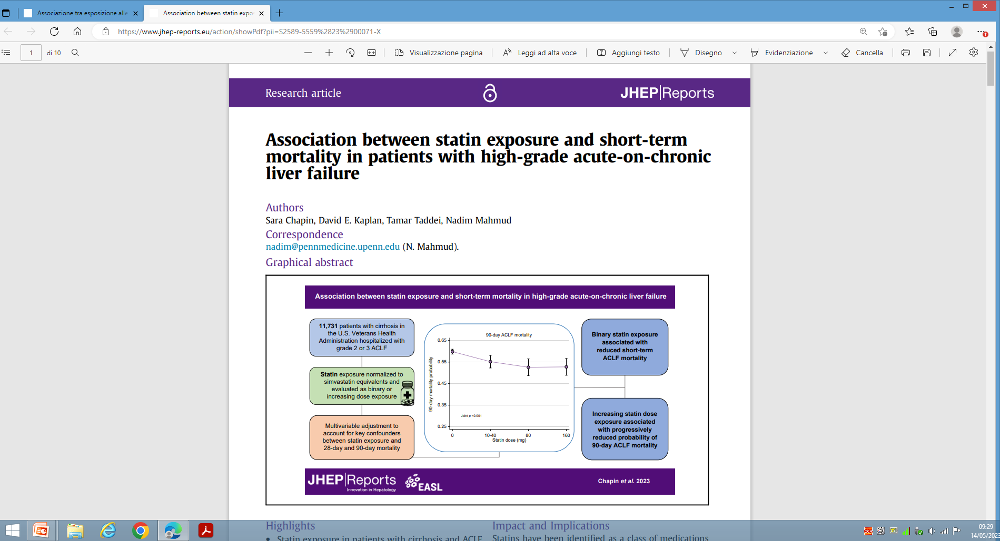 Associazione tra esposizione alle
Association between statin expo
https://www.jhep-reports.eu/action/showPdf?pii=S2589-5559%2823%2900071-X
1 di 10
Visualizzazione pagina
Leggi ad alta voce
Aggiungi testo
Disegno
Evidenziazione
Cancella
Research article
JHEP|Reports
Association between statin exposure and short-term
mortality in patients with high-grade acute-on-chronic
liver failure
Authors
Sara Chapin, David E. Kaplan, Tamar Taddei, Nadim Mahmud
Correspondence
nadim@pennmedicine.upenn.edu (N. Mahmud).
Graphical abstract
Association between statin exposure and short-term mortality in high-grade acute-on-chronic liver failure
11,731 patients with cirrhosis in
the U.S. Veterans Health
Administration hospitalized with
grade 2 or 3 ACLF
Statin exposure normalized to
simvastatin equivalents and
evaluated as binary or
increasing dose exposure
Multivariable adjustment to
account for key confounders
between statin exposure and
28-day and 90-day mortality
90-day ACLF mortality
90-day mortality probability
0.65
0.55
0.45
0.35
0.25
Joint p <0.001
0 10-40 80 160
Statin dose (mg)
Binary statin exposure
associated with
reduced short-term
ACLF mortality
Increasing statin dose
exposure associated
with progressively
reduced probability of
90-day ACLF mortality
JHEP|Reports
Innovation in Hepatology
EASL
Chapin et al. 2023
Highlights
• Statin exposure in patients with cirrhosis and ACLF
Impact and Implications
Statins have been identified as a class of medications
09:29
14/05/2023